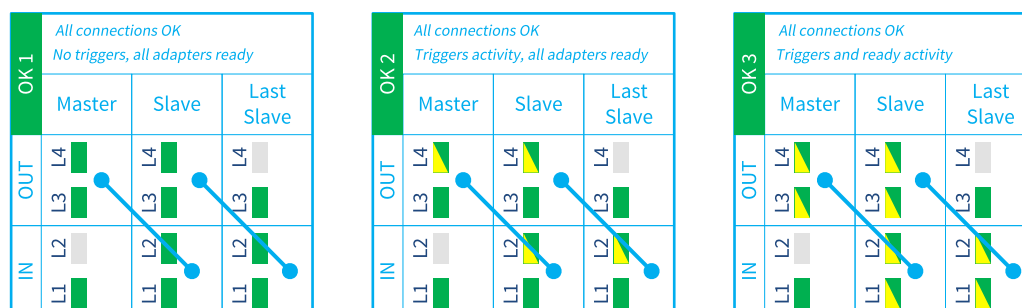 OK 1
All connections OK
No triggers, all adapters ready
Master
Slave
Last
Slave
OUT
L4
L4
L4
L3
L3
L3
IN
L2
L2
L2
L1
L1
L1
OK 2
All connections OK
Triggers activity, all adapters ready
Master
Slave
Last
Slave
OUT
L4
L4
L4
L3
L3
L3
IN
L2
L2
L2
L1
L1
L1
OK 3
All connections OK
Triggers and ready activity
Master
Slave
Last
Slave
OUT
L4
L4
L4
L3
L3
L3
IN
L2
L2
L2
L1
L1
L1